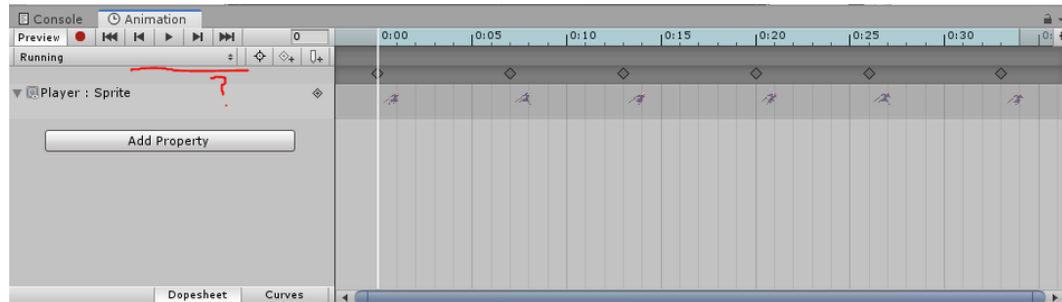 Console Animation
Preview 0 0:00 0:05 0:10 0:15 0:20 0:25 0:30
Running
?
Player : Sprite
Add Property
Dopesheet Curves